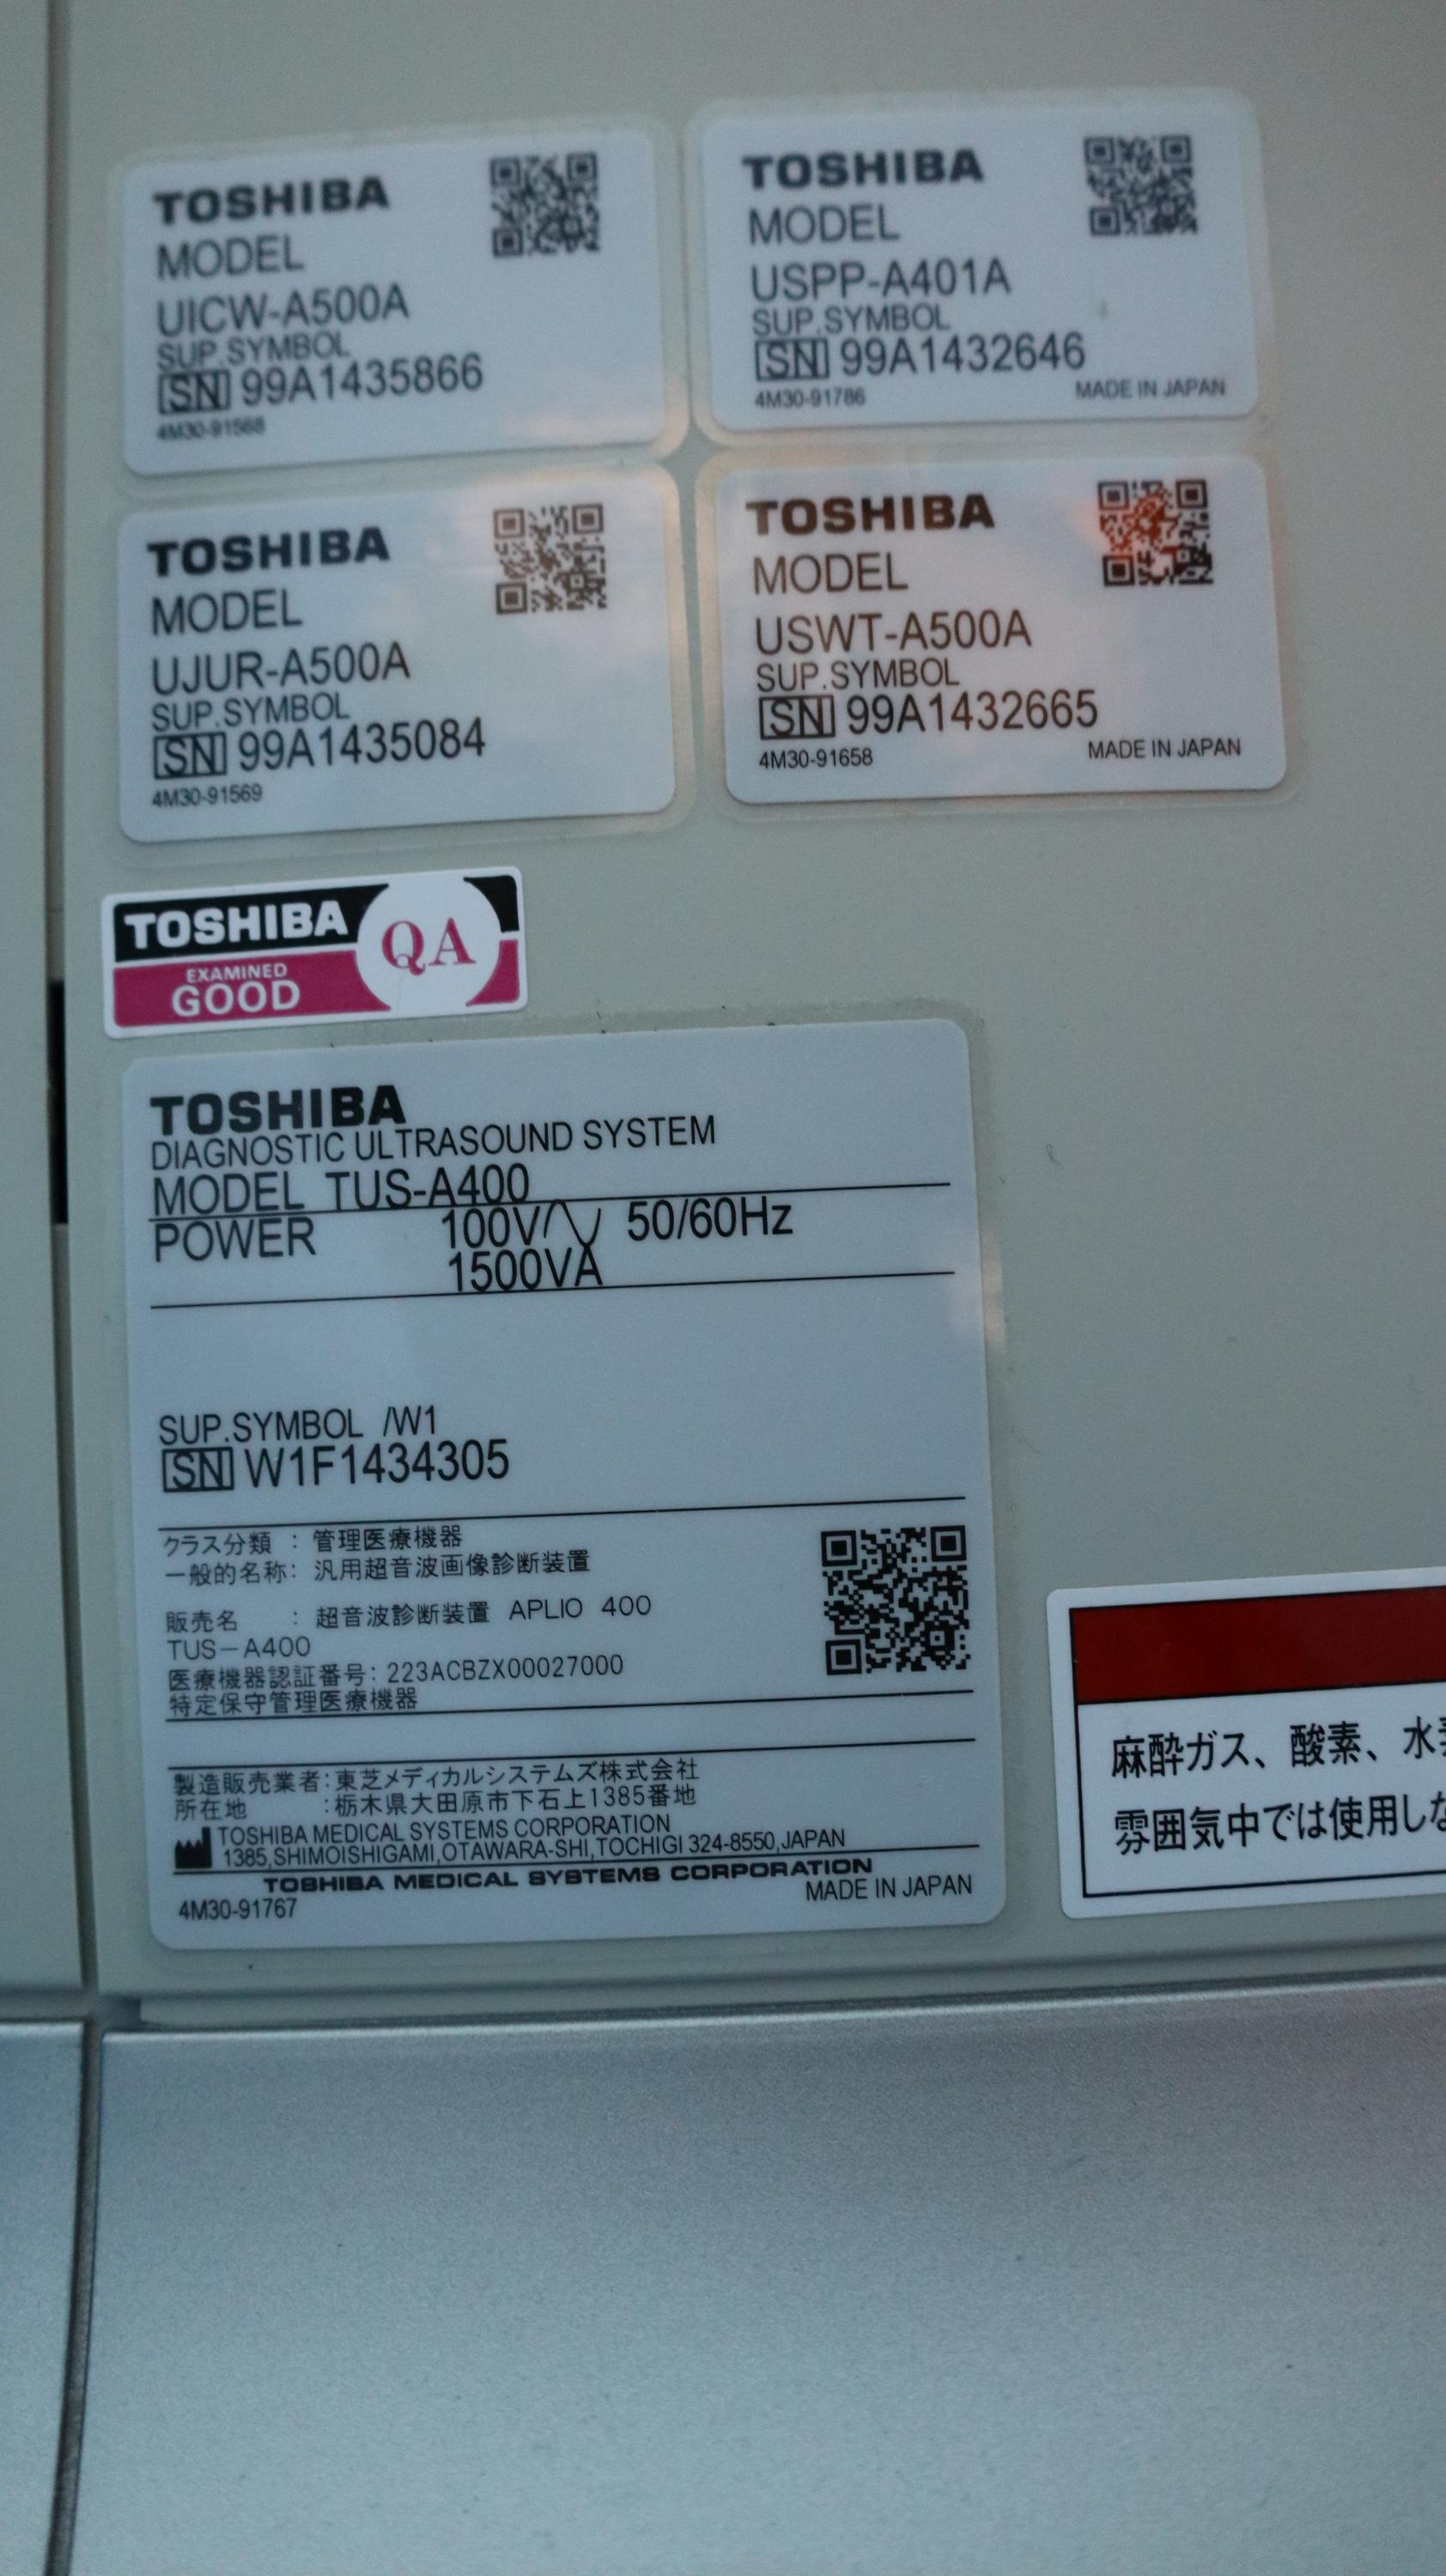 TOSHIBA
MODEL
UICW-A500A
SUP.SYMBOL
SN 99A1435866
4M30-91568
TOSHIBA
MODEL
USPP-A401A
SUP.SYMBOL
SN 99A1432646
4M30-91786 MADE IN JAPAN
TOSHIBA
MODEL
UJUR-A500A
SUP.SYMBOL
SN 99A1435084
4M30-91569
TOSHIBA
MODEL
USWT-A500A
SUP.SYMBOL
SN 99A1432665
4M30-91658 MADE IN JAPAN
TOSHIBA QA
EXAMINED
GOOD
TOSHIBA
DIAGNOSTIC ULTRASOUND SYSTEM
MODEL TUS-A400
POWER 100V∿ 50/60Hz
1500VA
SUP.SYMBOL /W1
SN W1F1434305
クラス分類 : 管理医療機器
一般的名称: 汎用超音波画像診断装置
販売名 : 超音波診断装置 APLIO 400
TUS-A400
医療機器認証番号: 223ACBZX00027000
特定保守管理医療機器
製造販売業者:東芝メディカルシステムズ株式会社
所在地 :栃木県大田原市下石上1385番地
TOSHIBA MEDICAL SYSTEMS CORPORATION
1385,SHIMOISHIGAMI,OTAWARA-SHI,TOCHIGI 324-8550,JAPAN
TOSHIBA MEDICAL SYSTEMS CORPORATION
4M30-91767 MADE IN JAPAN
麻酔ガス、酸素、水
雰囲気中では使用しな